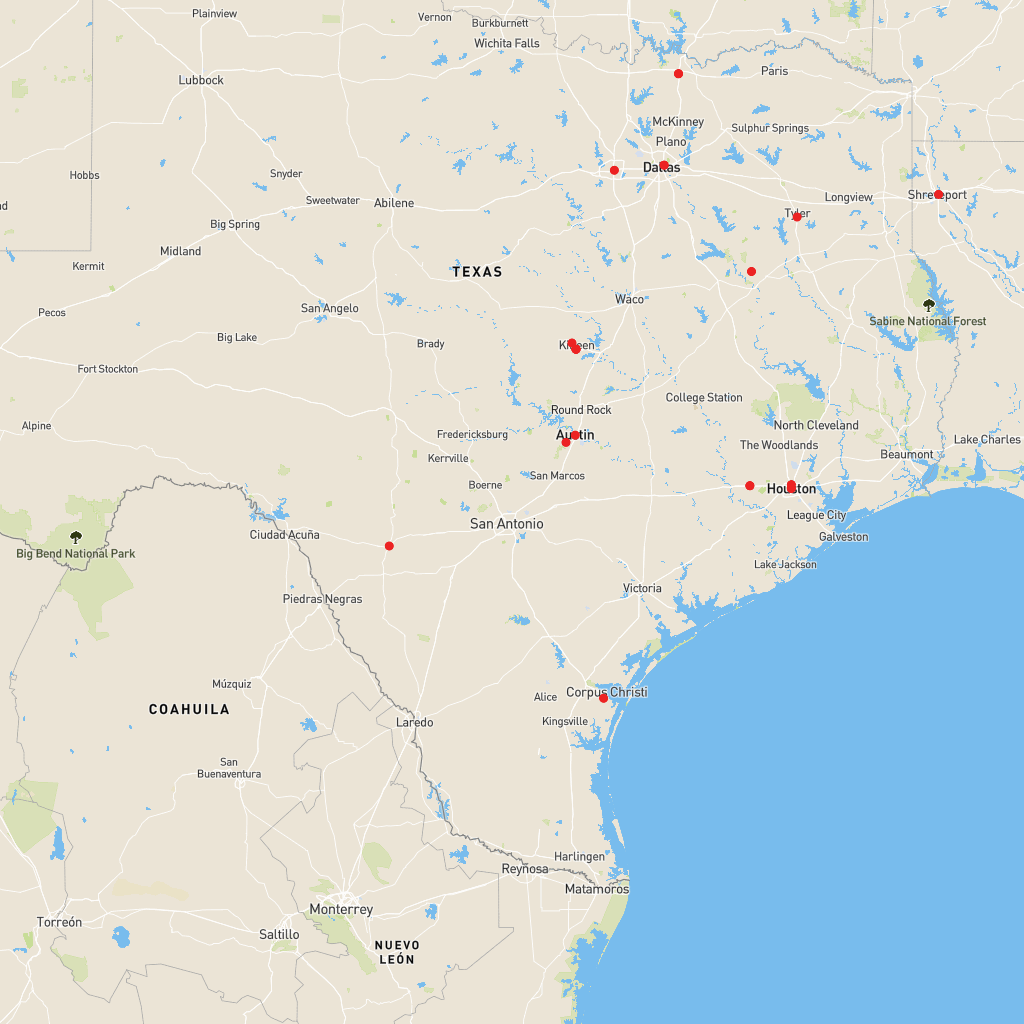 Plainview
Vernon
Burkburnett
Wichita Falls
Lubbock
Paris
McKinney
Sulphur Springs
Plano
Dallas
Hobbs
Snyder
Sweetwater
Abilene
Longview
Shreveport
Tyler
Big Spring
Midland
Kermit
TEXAS
Waco
San Angelo
Pecos
Sabine National Forest
Big Lake
Brady
Killeen
Fort Stockton
College Station
Round Rock
Alpine
Fredericksburg
Austin
North Cleveland
Lake Charles
The Woodlands
Beaumont
Kerrville
San Marcos
Boerne
Houston
League City
San Antonio
Ciudad Acuña
Galveston
Big Bend National Park
Lake Jackson
Victoria
Piedras Negras
Múzquiz
Alice
Corpus Christi
COAHUILA
Laredo
Kingsville
San
Buenaventura
Harlingen
Reynosa
Matamoros
Monterrey
Torreón
Saltillo
NUEVO
LEÓN